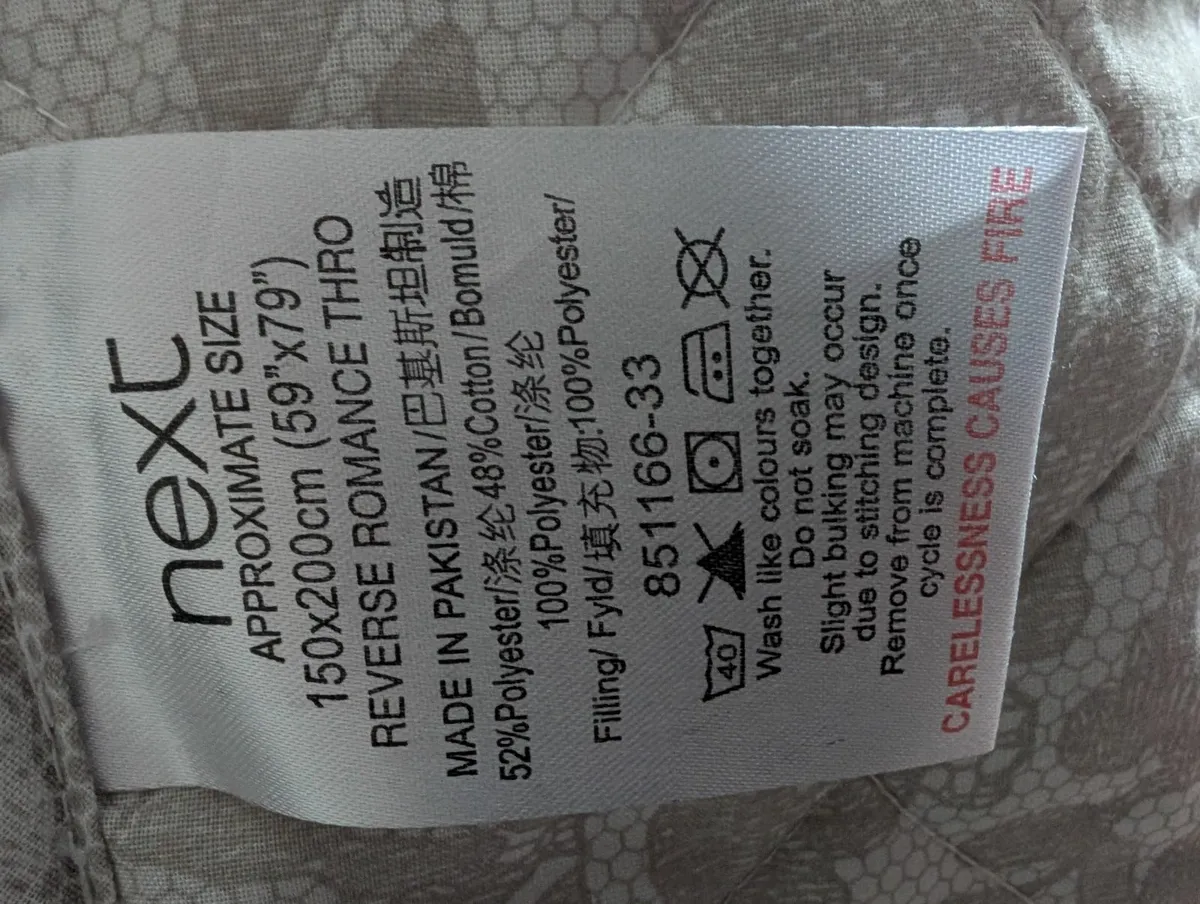 next
APPROXIMATE SIZE
150x200cm (59”x79”)
REVERSE ROMANCE THRO
MADE IN PAKISTAN/巴基斯坦制造
52%Polyester/涤纶48%Cotton/Bomuld/棉
100%Polyester/涤纶
Filling/ Fyld/填充物:100%Polyester/
851166-33
40
Wash like colours together.
Do not soak.
Slight bulking may occur
due to stitching design.
Remove from machine once
cycle is complete.
CARELESSNESS CAUSES FIRE